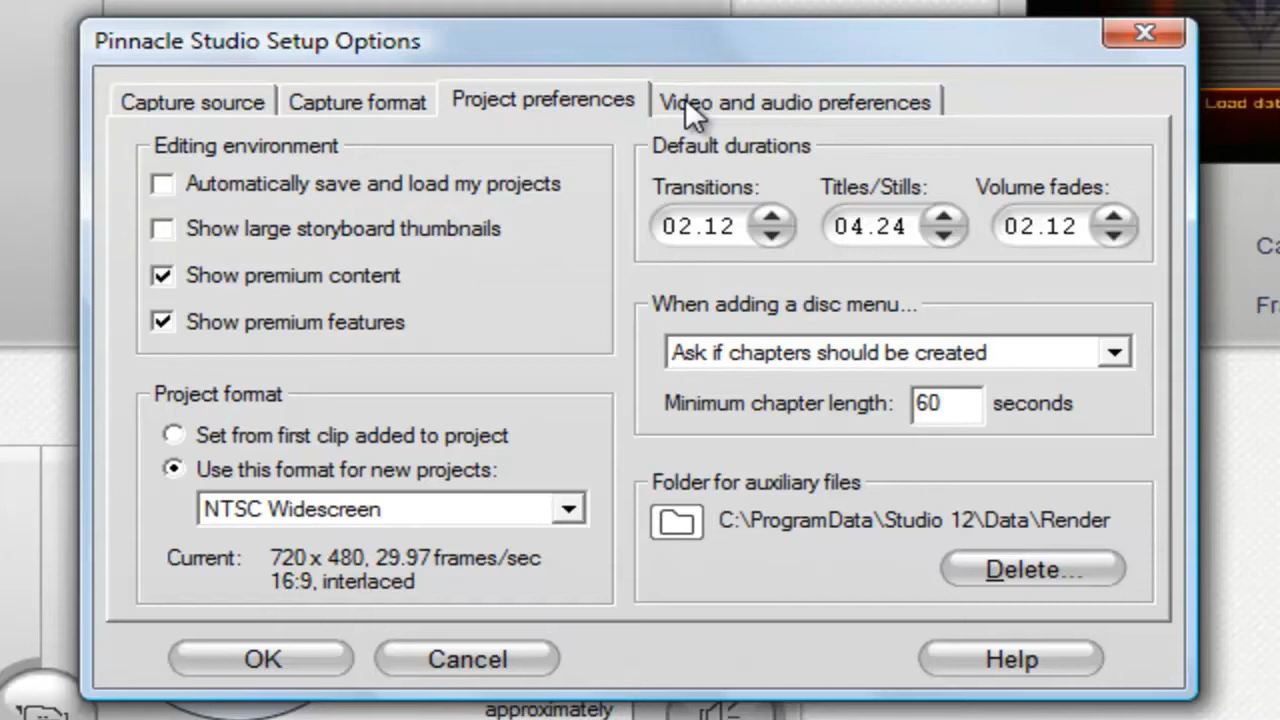 Pinnacle Studio Setup Options
Capture source
Capture format
Project preferences
Video and audio preferences
Editing environment
Automatically save and load my projects
Show large storyboard thumbnails
Show premium content
Show premium features
Project format
Set from first clip added to project
Use this format for new projects:
NTSC Widescreen
Current: 720 x 480, 29.97 frames/sec
16:9, interlaced
Default durations
Transitions: Titles/Stills: Volume fades:
02.12 04.24 02.12
When adding a disc menu...
Ask if chapters should be created
Minimum chapter length: 60 seconds
Folder for auxiliary files
C:\ProgramData\Studio 12\Data\Render
Delete...
OK
Cancel
Help
Load dat
Ca
Fr
approximately